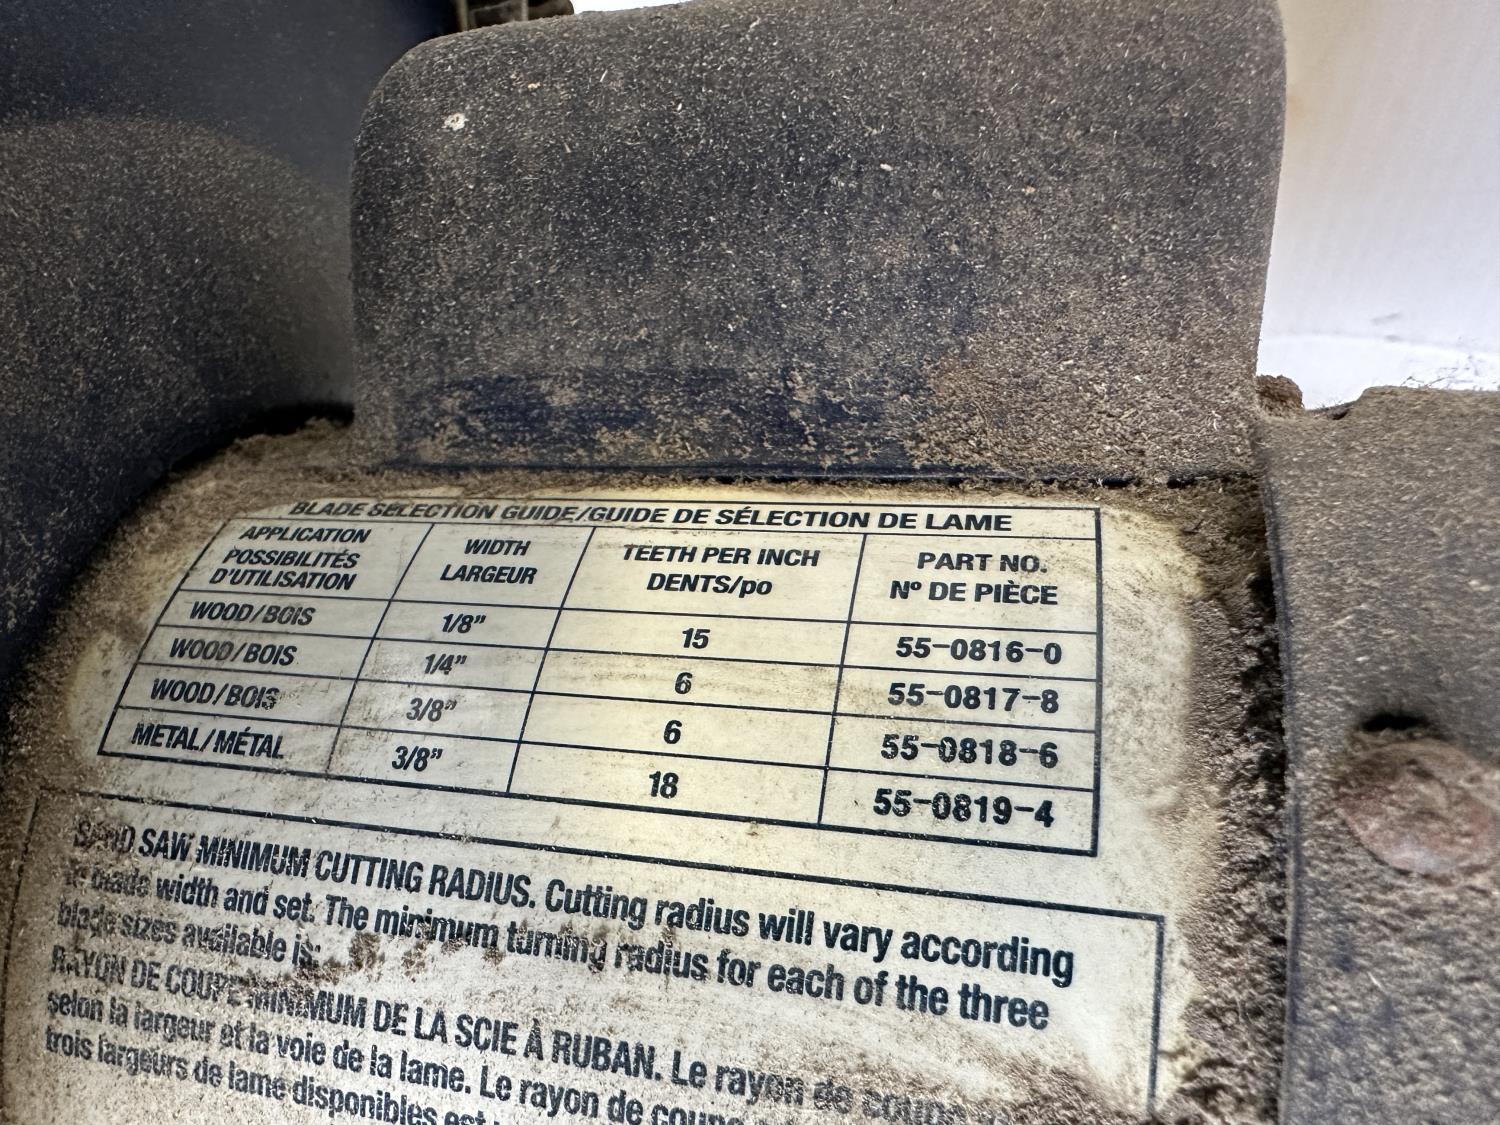 BLADE SELECTION GUIDE/GUIDE DE SÉLECTION DE LAME
APPLICATION
POSSIBILITÉS
D'UTILISATION
WIDTH
LARGEUR
TEETH PER INCH
DENTS/po
PART NO.
Nº DE PIÈCE
WOOD/BOIS 1/8" 15 55-0816-0
WOOD/BOIS 1/4" 6 55-0817-8
WOOD/BOIS 3/8" 6 55-0818-6
METAL/MÉTAL 3/8" 18 55-0819-4
SAW MINIMUM CUTTING RADIUS. Cutting radius will vary according
to blade width and set. The minimum turning radius for each of the three
blade sizes available is:
RAYON DE COUPE MINIMUM DE LA SCIE À RUBAN. Le rayon de coupe
selon la largeur et la voie de la lame. Le rayon de coupe
trois largeurs de lame disponibles est